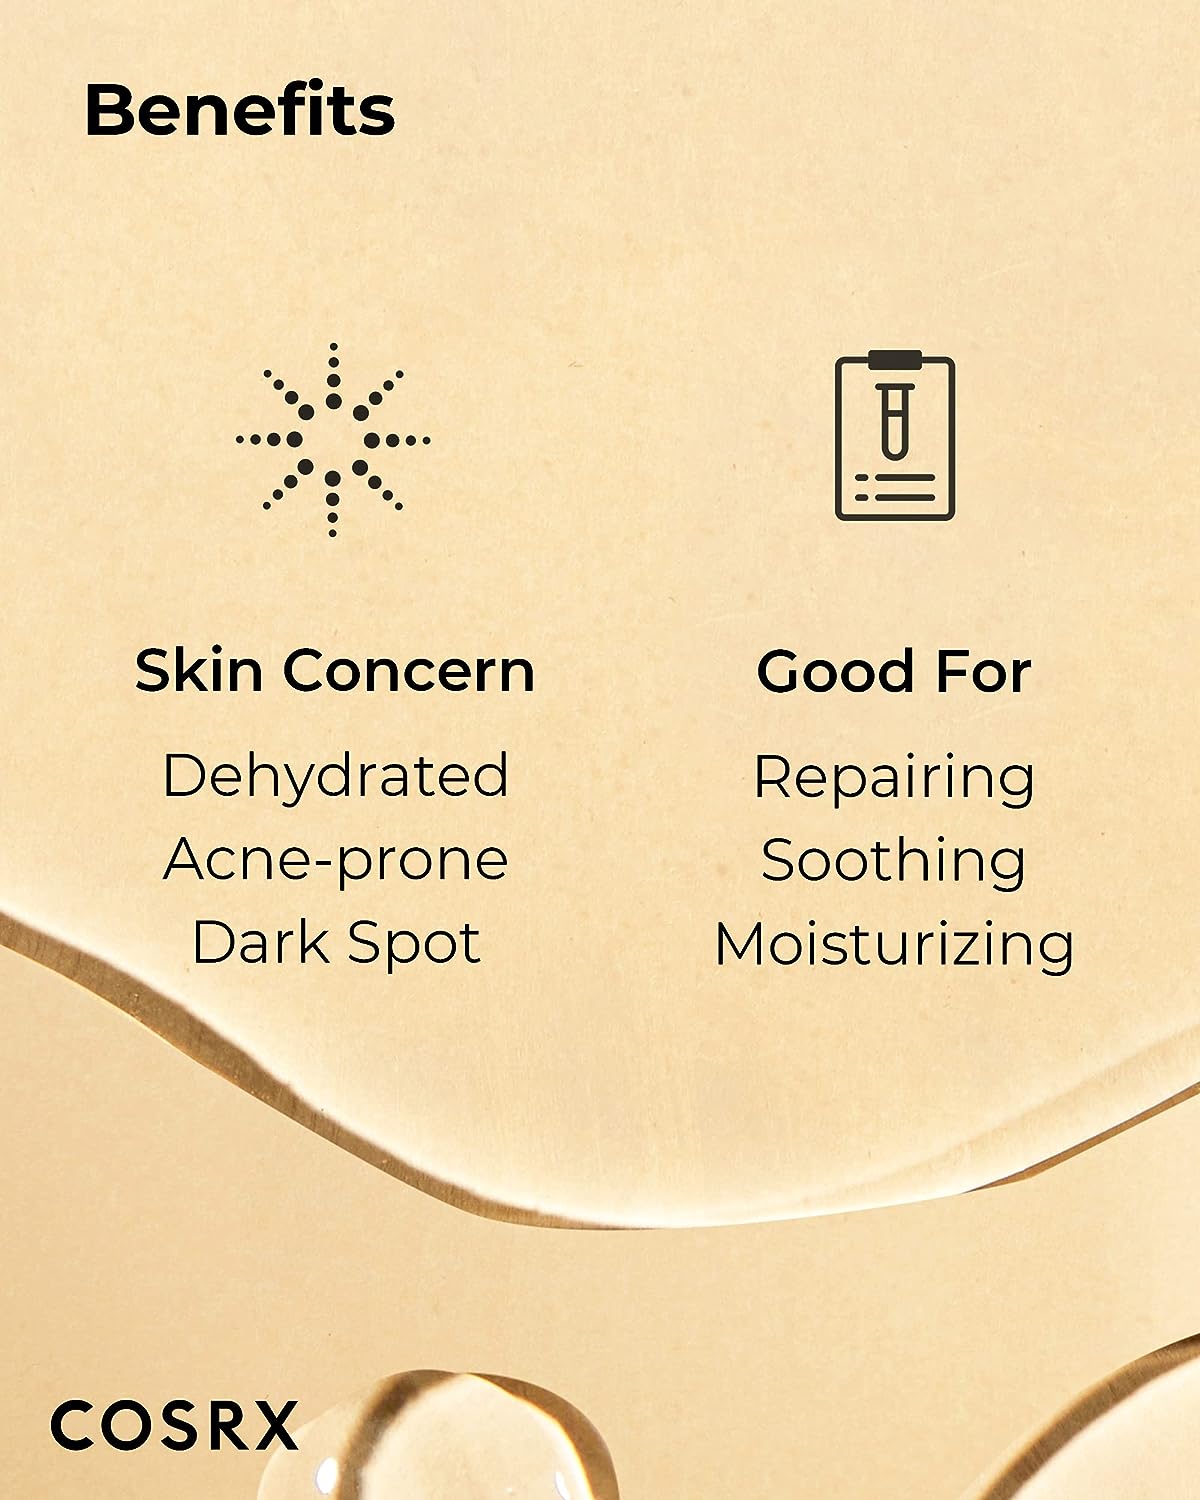 Benefits
Skin Concern
Dehydrated
Acne-prone
Dark Spot
Good For
Repairing
Soothing
Moisturizing
COSRX